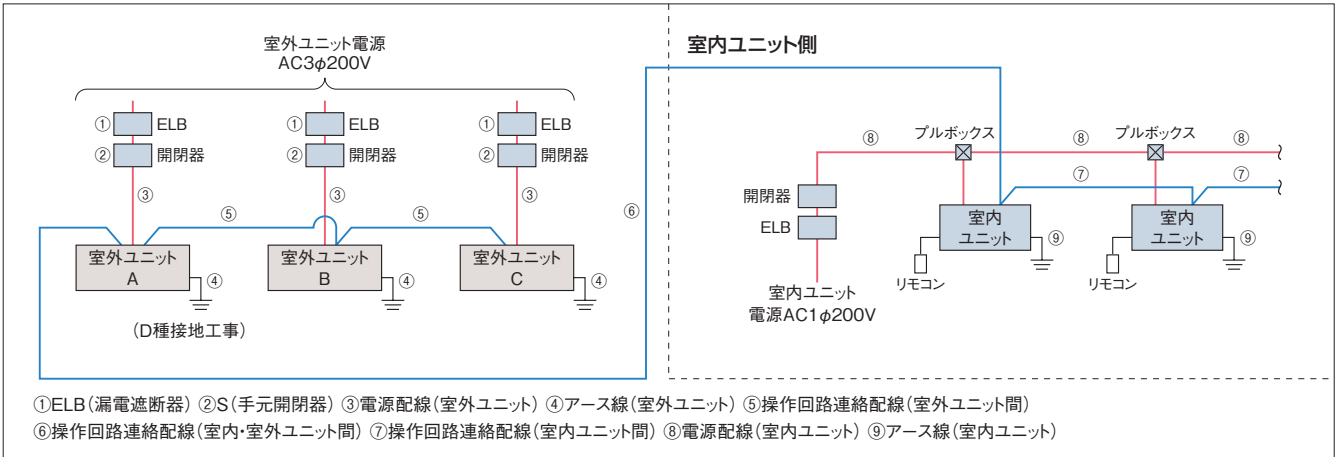 室外ユニット電源
AC3φ200V
① ELB ① ELB ① ELB
② 開閉器 ② 開閉器 ② 開閉器
③ ③ ③
⑤ ⑤
室外ユニット
A
④
室外ユニット
B
④
室外ユニット
C
④
(D種接地工事)
⑥
室内ユニット側
⑧ プルボックス ⑧ プルボックス ⑧
⑦ ⑦
開閉器
ELB
室内ユニット
電源AC1φ200V
室内
ユニット
⑨
リモコン
室内
ユニット
⑨
リモコン
①ELB(漏電遮断器) ②S(手元開閉器) ③電源配線(室外ユニット) ④アース線(室外ユニット) ⑤操作回路連絡配線(室外ユニット間)
⑥操作回路連絡配線(室内・室外ユニット間) ⑦操作回路連絡配線(室内ユニット間) ⑧電源配線(室内ユニット) ⑨アース線(室内ユニット)